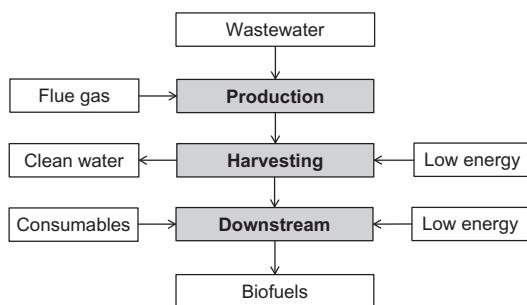 Wastewater
Flue gas
Production
Clean water
Harvesting
Low energy
Consumables
Downstream
Low energy
Biofuels